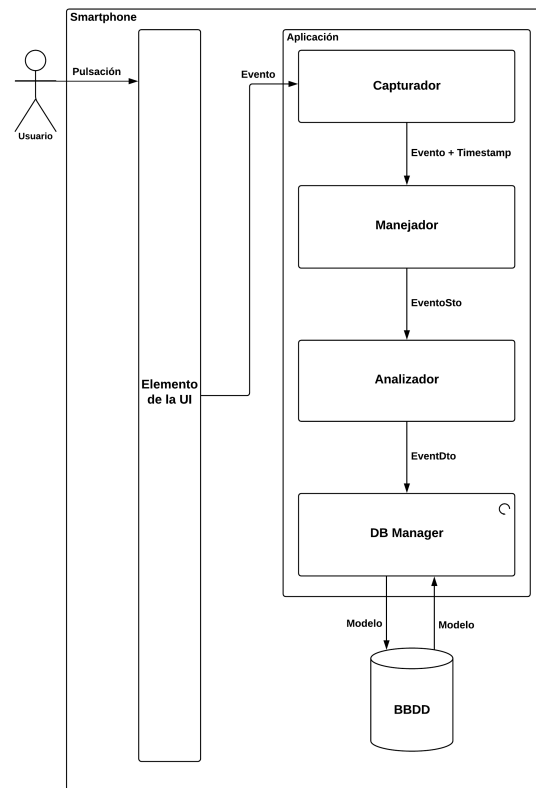 Smartphone
Aplicación
Pulsación
Usuario
Evento
Capturador
Evento + Timestamp
Manejador
EventoSto
Elemento
de la UI
Analizador
EventDto
DB Manager
Modelo
Modelo
BBDD